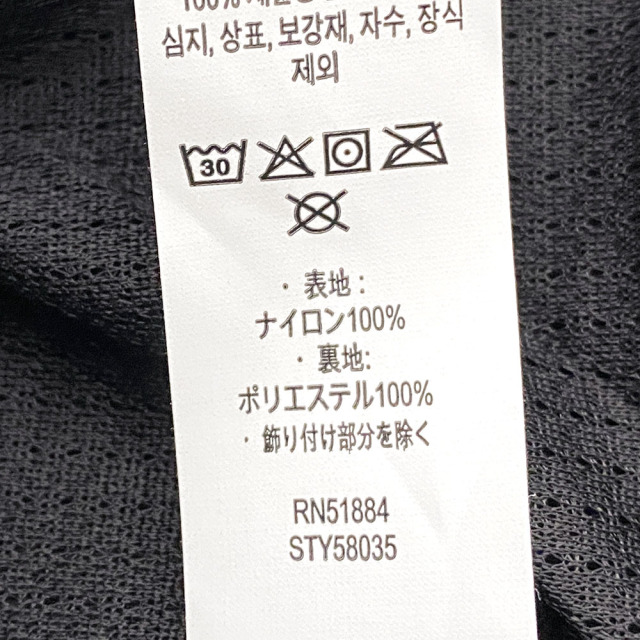 100%
심지, 상표, 보강재, 자수, 장식
제외
30
・表地 :
ナイロン100%
・裏地:
ポリエステル100%
・飾り付け部分を除く
RN51884
STY58035